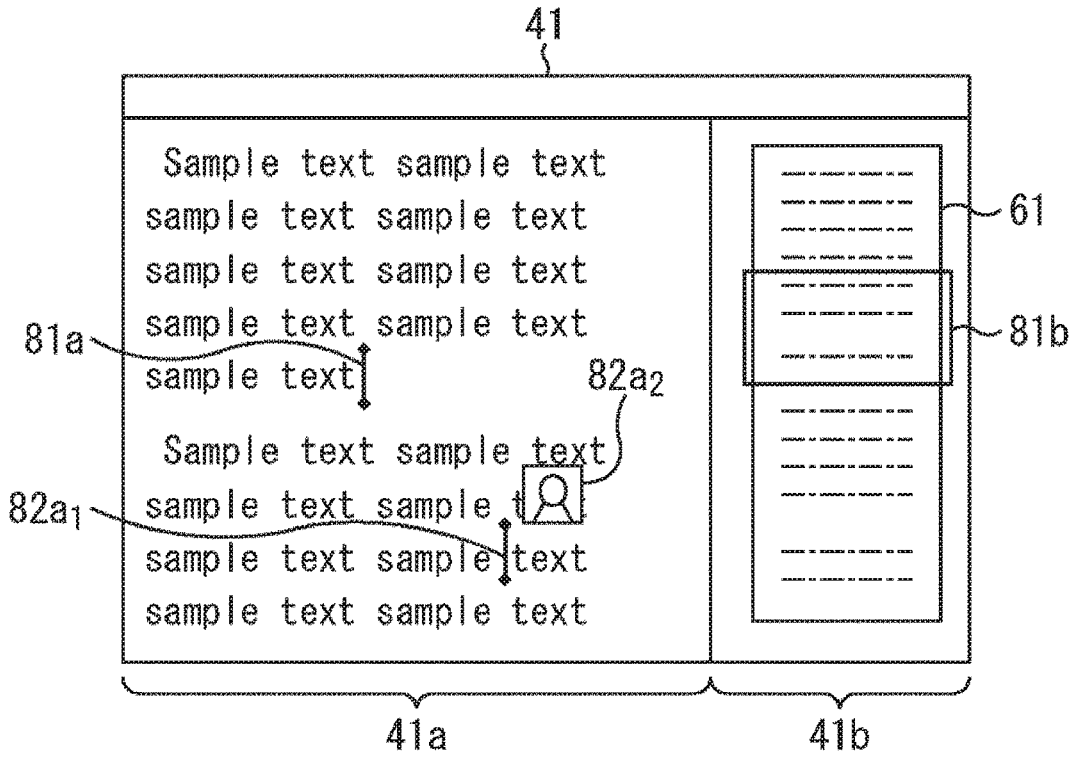 41
Sample text sample text
sample text sample text
sample text sample text
sample text sample text
sample text
Sample text sample text
sample text sample t
sample text sample text
sample text sample text
61
81a
81b
82a2
82a1
41a
41b